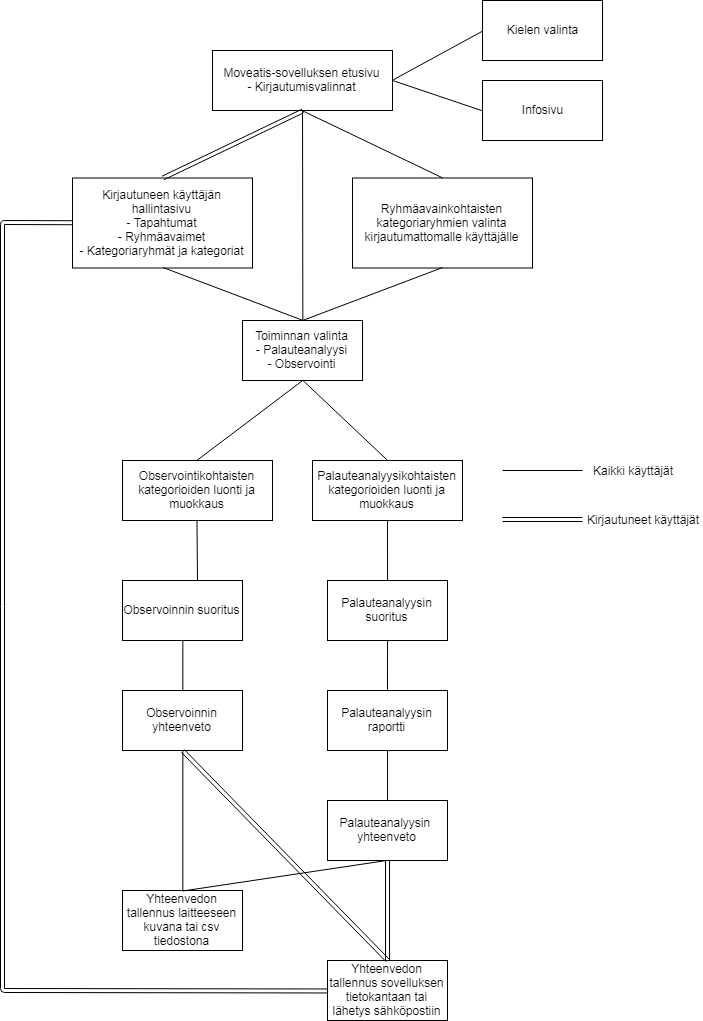 Kielen valinta
Moveatis-sovelluksen etusivu
- Kirjautumisvalinnat
Infosivu
Kirjautuneen käyttäjän
hallintasivu
- Tapahtumat
- Ryhmäavaimet
- Kategoriaryhmät ja kategoriat
Ryhmäavainkohtaisten
kategoriaryhmien valinta
kirjautumattomalle käyttäjälle
Toiminnan valinta
- Palauteanalyysi
- Observointi
Observointikohtaisten
kategorioiden luonti ja
muokkaus
Palauteanalyysikohtaisten
kategorioiden luonti ja
muokkaus
Kaikki käyttäjät
Kirjautuneet käyttäjät
Observoinnin suoritus
Palauteanalyysin
suoritus
Observoinnin
yhteenveto
Palauteanalyysin
raportti
Palauteanalyysin
yhteenveto
Yhteenvedon
tallennus laitteeseen
kuvana tai csv
tiedostona
Yhteenvedon
tallennus sovelluksen
tietokantaan tai
lähetys sähköpostiin